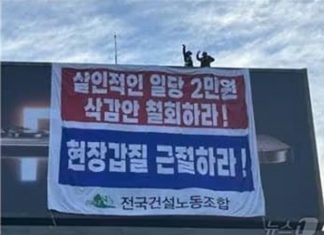 살인적인 일당 2만원
삭감안 철회하라!
현장갑질 근절하라!
전국건설노동조합
뉴스1